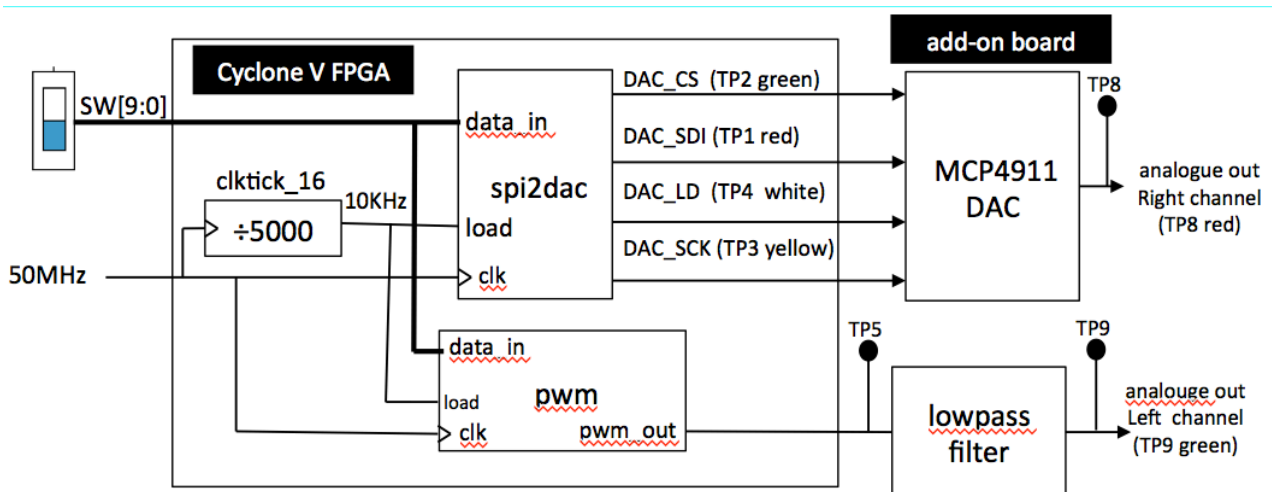 add-on board
Cyclone V FPGA
SW[9:0]
data_in
spi2dac
load
clk
clktick_16
÷5000
10KHz
50MHz
DAC_CS (TP2 green)
DAC_SDI (TP1 red)
DAC_LD (TP4 white)
DAC_SCK (TP3 yellow)
MCP4911
DAC
TP8
analogue out
Right channel
(TP8 red)
data_in
pwm
load
clk
pwm_out
TP5
lowpass
filter
TP9
analouge out
Left channel
(TP9 green)